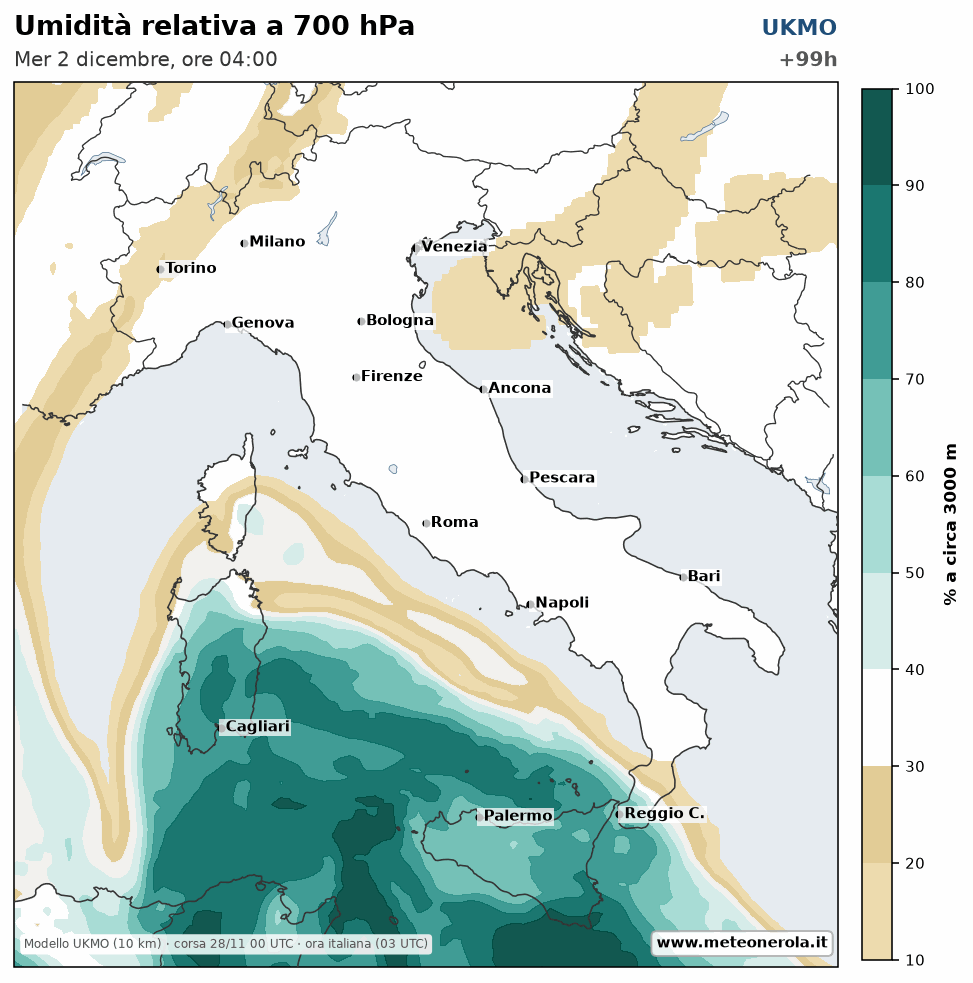 Umidità relativa a 700 hPa
UKMO
Mer 2 dicembre, ore 04:00
+99h
100
90
80
70
60
50
40
30
20
10
% a circa 3000 m
Venezia
Milano
Torino
Genova
Bologna
Firenze
Ancona
Pescara
Roma
Bari
Napoli
Cagliari
Palermo
Reggio C.
Modello UKMO (10 km) · corsa 28/11 00 UTC · ora italiana (03 UTC)
www.meteonerola.it